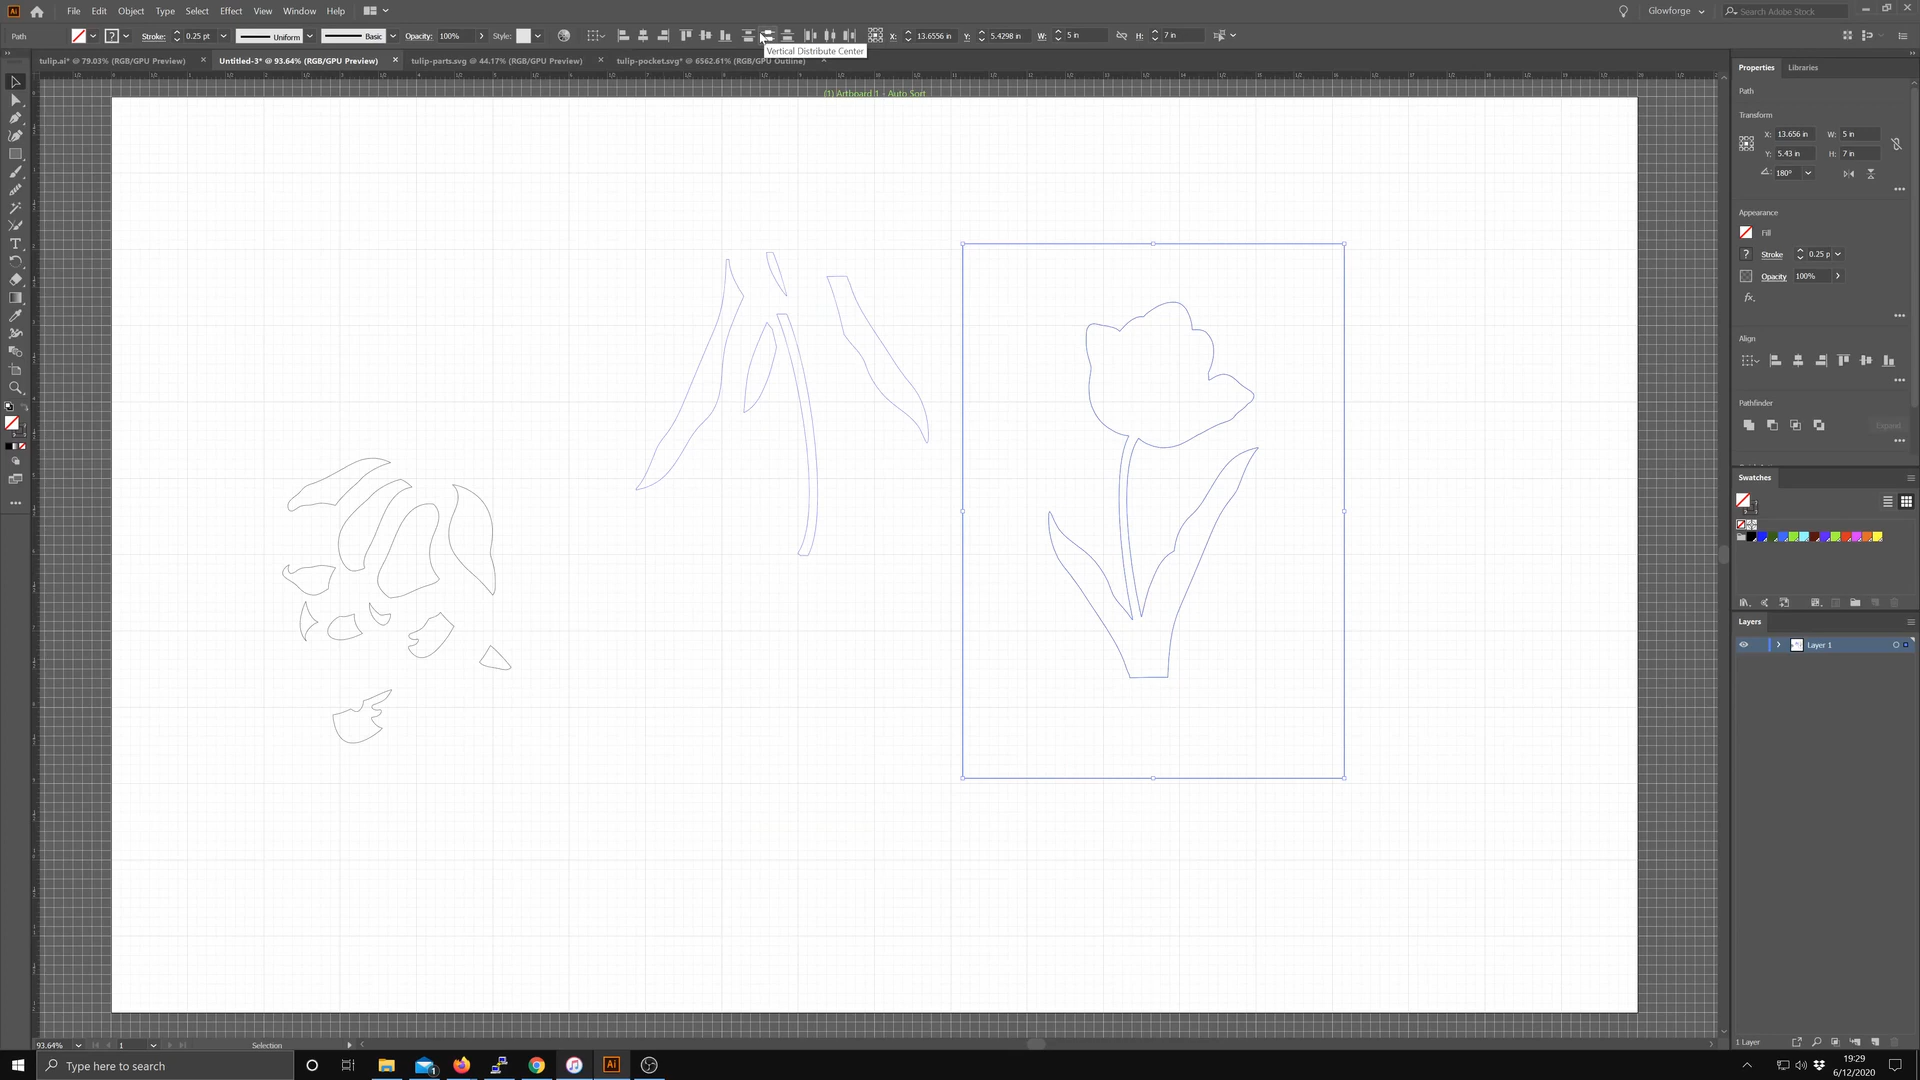 Ai File Edit Object Type Select Effect View Window Help Glowforge Search Adobe Stock
Path ? Stroke: 0.25 pt Uniform Basic Opacity: 100% Style: X: 13.6556 in Y: 5.4298 in W: 5 in H: 7 in
Vertical Distribute Center
tulip.ai* @ 79.03% (RGB/GPU Preview) × Untitled-3* @ 93.64% (RGB/GPU Preview) × tulip-parts.svg @ 44.17% (RGB/GPU Preview) × tulip-pocket.svg* @ 6562.61% (RGB/GPU Outline)
(1) Artboard 1 - Auto Sort
Properties Libraries
Path
Transform
X: 13.656 in W: 5 in
Y: 5.43 in H: 7 in
180°
Appearance
Fill
? Stroke 0.25 p
Opacity 100%
fx.
Align
Pathfinder
Expand
Swatches
Layers
Layer 1
93.64% 1 Selection
1 Layer
Type here to search
1
Ai
19:29
6/12/2020